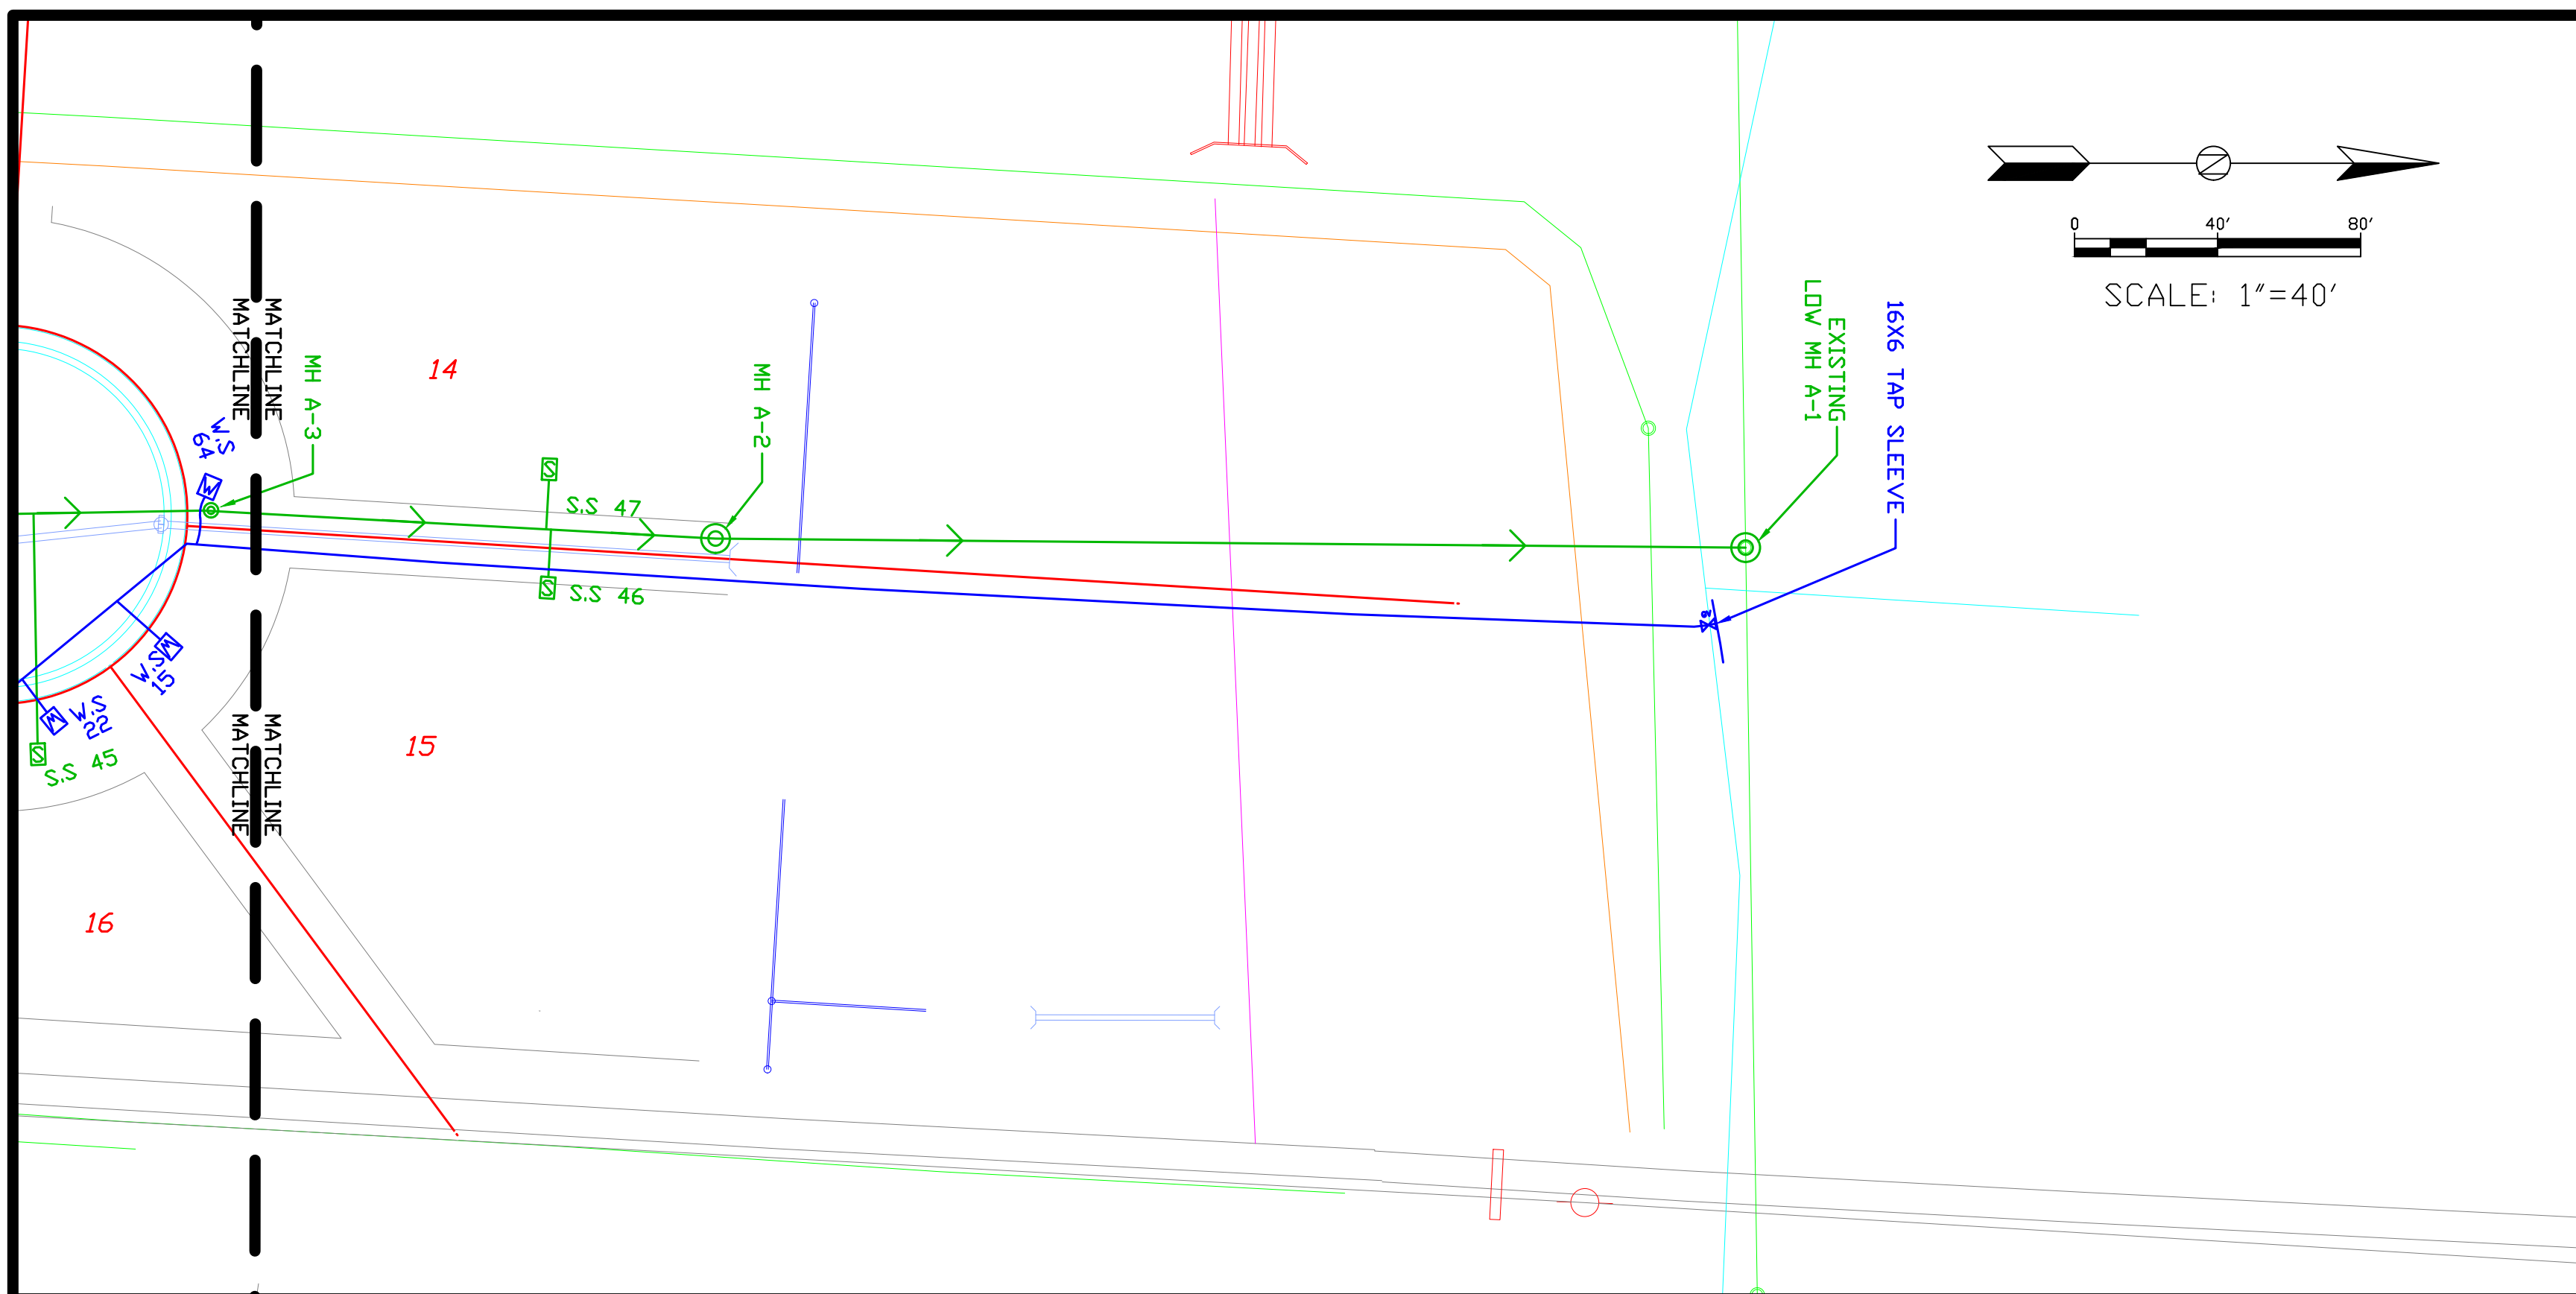 0 40' 80'
SCALE: 1"=40'
16X6 TAP SLEEVE
EXISTING
LOW MH A-1
MATCHLINE
MATCHLINE
MH A-3
MH A-2
14
W.S
64
W
S
S.S 47
S
S.S 46
W
W.S
15
W
W.S
22
S
S.S 45
MATCHLINE
MATCHLINE
15
16